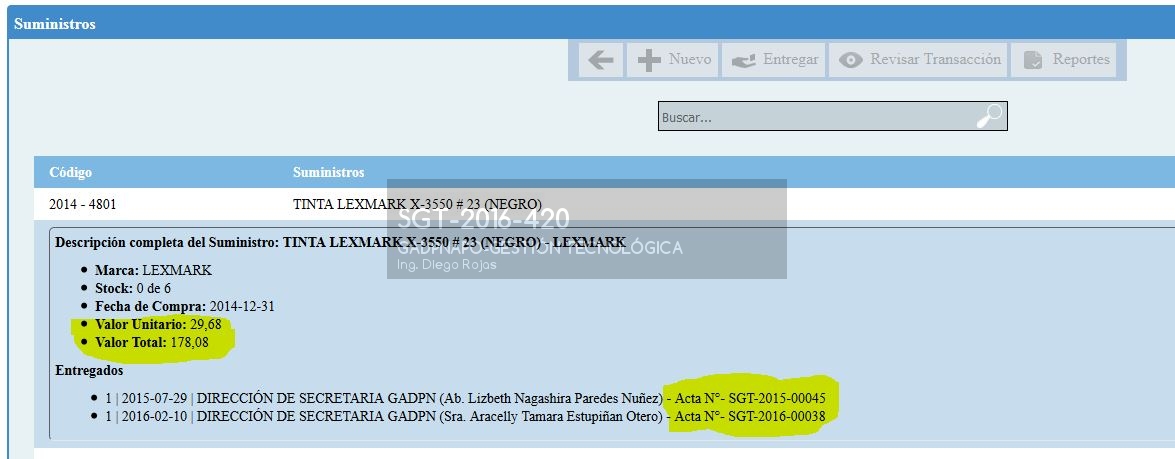 Suministros
Nuevo Entregar Revisar Transacción Reportes
Buscar...
Código Suministros
2014 - 4801 TINTA LEXMARK X-3550 # 23 (NEGRO)
SGT-2016-420
GADPNAPO-GESTIÓN TECNOLÓGICA
Ing. Diego Rojas
Descripción completa del Suministro: TINTA LEXMARK X-3550 # 23 (NEGRO) - LEXMARK
Marca: LEXMARK
Stock: 0 de 6
Fecha de Compra: 2014-12-31
Valor Unitario: 29,68
Valor Total: 178,08
Entregados
1 | 2015-07-29 | DIRECCIÓN DE SECRETARIA GADPN (Ab. Lizbeth Nagashira Paredes Nuñez) - Acta N°- SGT-2015-00045
1 | 2016-02-10 | DIRECCIÓN DE SECRETARIA GADPN (Sra. Aracelly Tamara Estupiñan Otero) - Acta N°- SGT-2016-00038